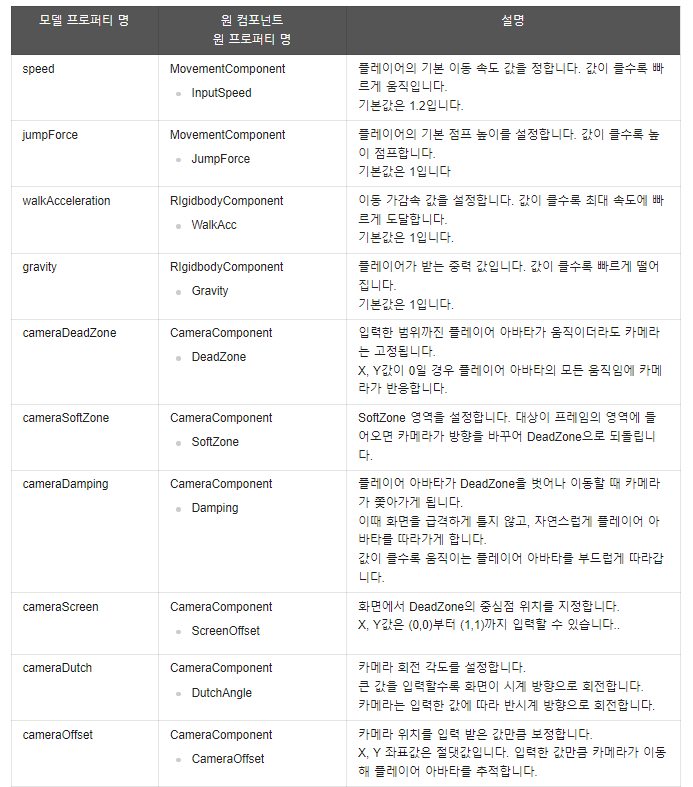 모델 프로퍼티 명
원 컴포넌트
원 프로퍼티 명
설명
speed
MovementComponent
InputSpeed
플레이어의 기본 이동 속도 값을 정합니다. 값이 클수록 빠
르게 움직입니다.
기본값은 1.2입니다.
jumpForce
MovementComponent
JumpForce
플레이어의 기본 점프 높이를 설정합니다. 값이 클수록 높
이 점프합니다.
기본값은 1입니다
walkAcceleration
RIgidbodyComponent
WalkAcc
이동 가감속 값을 설정합니다. 값이 클수록 최대 속도에 빠
르게 도달합니다.
기본값은 1입니다.
gravity
RIgidbodyComponent
Gravity
플레이어가 받는 중력 값입니다. 값이 클수록 빠르게 떨어
집니다.
기본값은 1입니다.
cameraDeadZone
CameraComponent
DeadZone
입력한 범위까진 플레이어 아바타가 움직이더라도 카메라
는 고정됩니다.
X, Y값이 0일 경우 플레이어 아바타의 모든 움직임에 카메
라가 반응합니다.
cameraSoftZone
CameraComponent
SoftZone
SoftZone 영역을 설정합니다. 대상이 프레임의 영역에 들
어오면 카메라가 방향을 바꾸어 DeadZone으로 되돌립니
다.
cameraDamping
CameraComponent
Damping
플레이어 아바타가 DeadZone을 벗어나 이동할 때 카메라
가 쫓아가게 됩니다.
이때 화면을 급격하게 틀지 않고, 자연스럽게 플레이어 아
바타를 따라가게 합니다.
값이 클수록 움직이는 플레이어 아바타를 부드럽게 따라갑
니다.
cameraScreen
CameraComponent
ScreenOffset
화면에서 DeadZone의 중심점 위치를 지정합니다.
X, Y값은 (0,0)부터 (1,1)까지 입력할 수 있습니다..
cameraDutch
CameraComponent
DutchAngle
카메라 회전 각도를 설정합니다.
큰 값을 입력할수록 화면이 시계 방향으로 회전합니다.
카메라는 입력한 값에 따라 반시계 방향으로 회전합니다.
cameraOffset
CameraComponent
CameraOffset
카메라 위치를 입력 받은 값만큼 보정합니다.
X, Y 좌표값은 절댓값입니다. 입력한 값만큼 카메라가 이동
해 플레이어 아바타를 추적합니다.